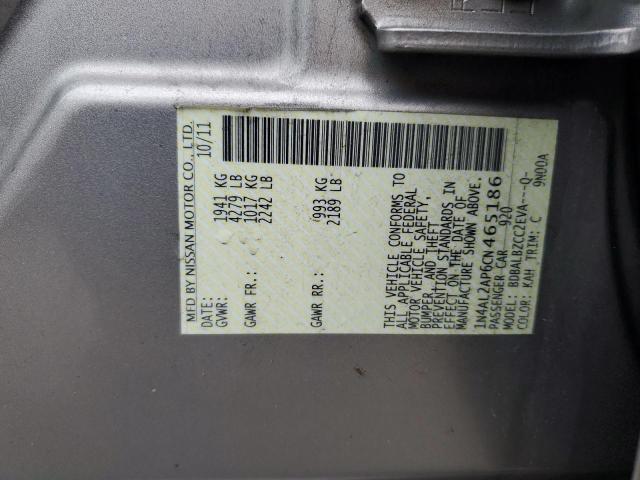 MFD BY NISSAN MOTOR CO., LTD.
DATE: 10/11
GVWR: 1941 KG
4279 LB
GAWR FR.: 1017 KG
2242 LB
GAWR RR.: 993 KG
2189 LB
THIS VEHICLE CONFORMS TO
ALL APPLICABLE FEDERAL
MOTOR VEHICLE SAFETY,
BUMPER, AND THEFT
PREVENTION STANDARDS IN
EFFECT ON THE DATE OF
MANUFACTURE SHOWN ABOVE.
1N4AL2AP6CN465186
PASSENGER CAR 920
MODEL: BDBALBZCC2EVA---Q-
COLOR: KAH TRIM: C 9N00A